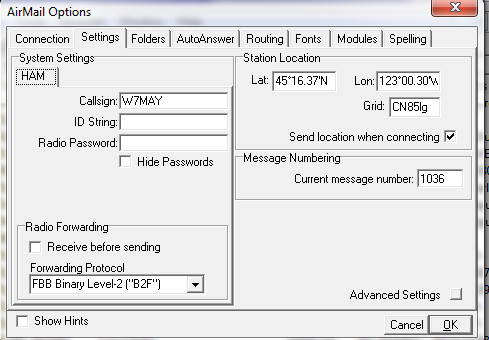 AirMail Options
Connection Settings Folders AutoAnswer Routing Fonts Modules Spelling
System Settings
HAM
Callsign: W7MAY
ID String:
Radio Password:
Hide Passwords
Radio Forwarding
Receive before sending
Forwarding Protocol
FBB Binary Level-2 ("B2F")
Station Location
Lat: 45*16.37'N Lon: 123*00.30'W
Grid: CN85lg
Send location when connecting
Message Numbering
Current message number: 1036
Advanced Settings
Show Hints
Cancel OK